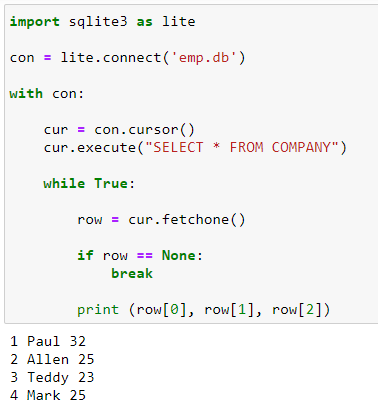 import sqlite3 as lite
con = lite.connect('emp.db')
with con:
cur = con.cursor()
cur.execute("SELECT * FROM COMPANY")
while True:
row = cur.fetchone()
if row == None:
break
print (row[0], row[1], row[2])
1 Paul 32
2 Allen 25
3 Teddy 23
4 Mark 25